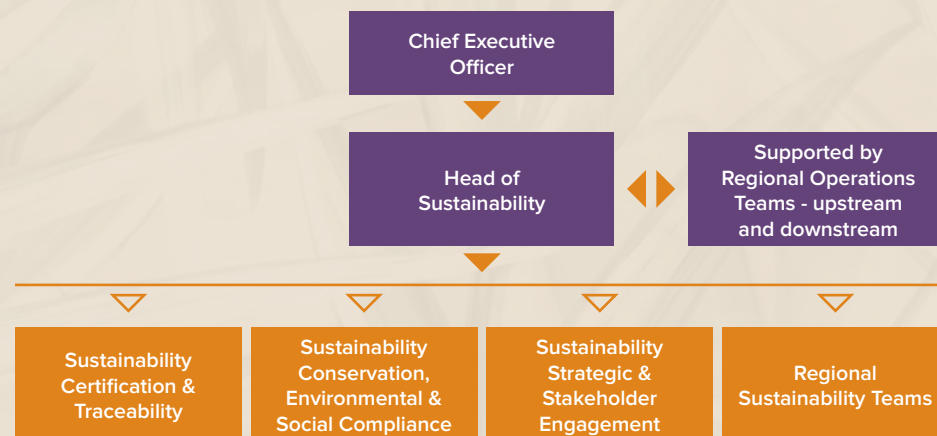 Chief Executive
Officer
Head of
Sustainability
Supported by
Regional Operations
Teams - upstream
and downstream
Sustainability
Certification &
Traceability
Sustainability
Conservation,
Environmental &
Social Compliance
Sustainability
Strategic &
Stakeholder
Engagement
Regional
Sustainability Teams